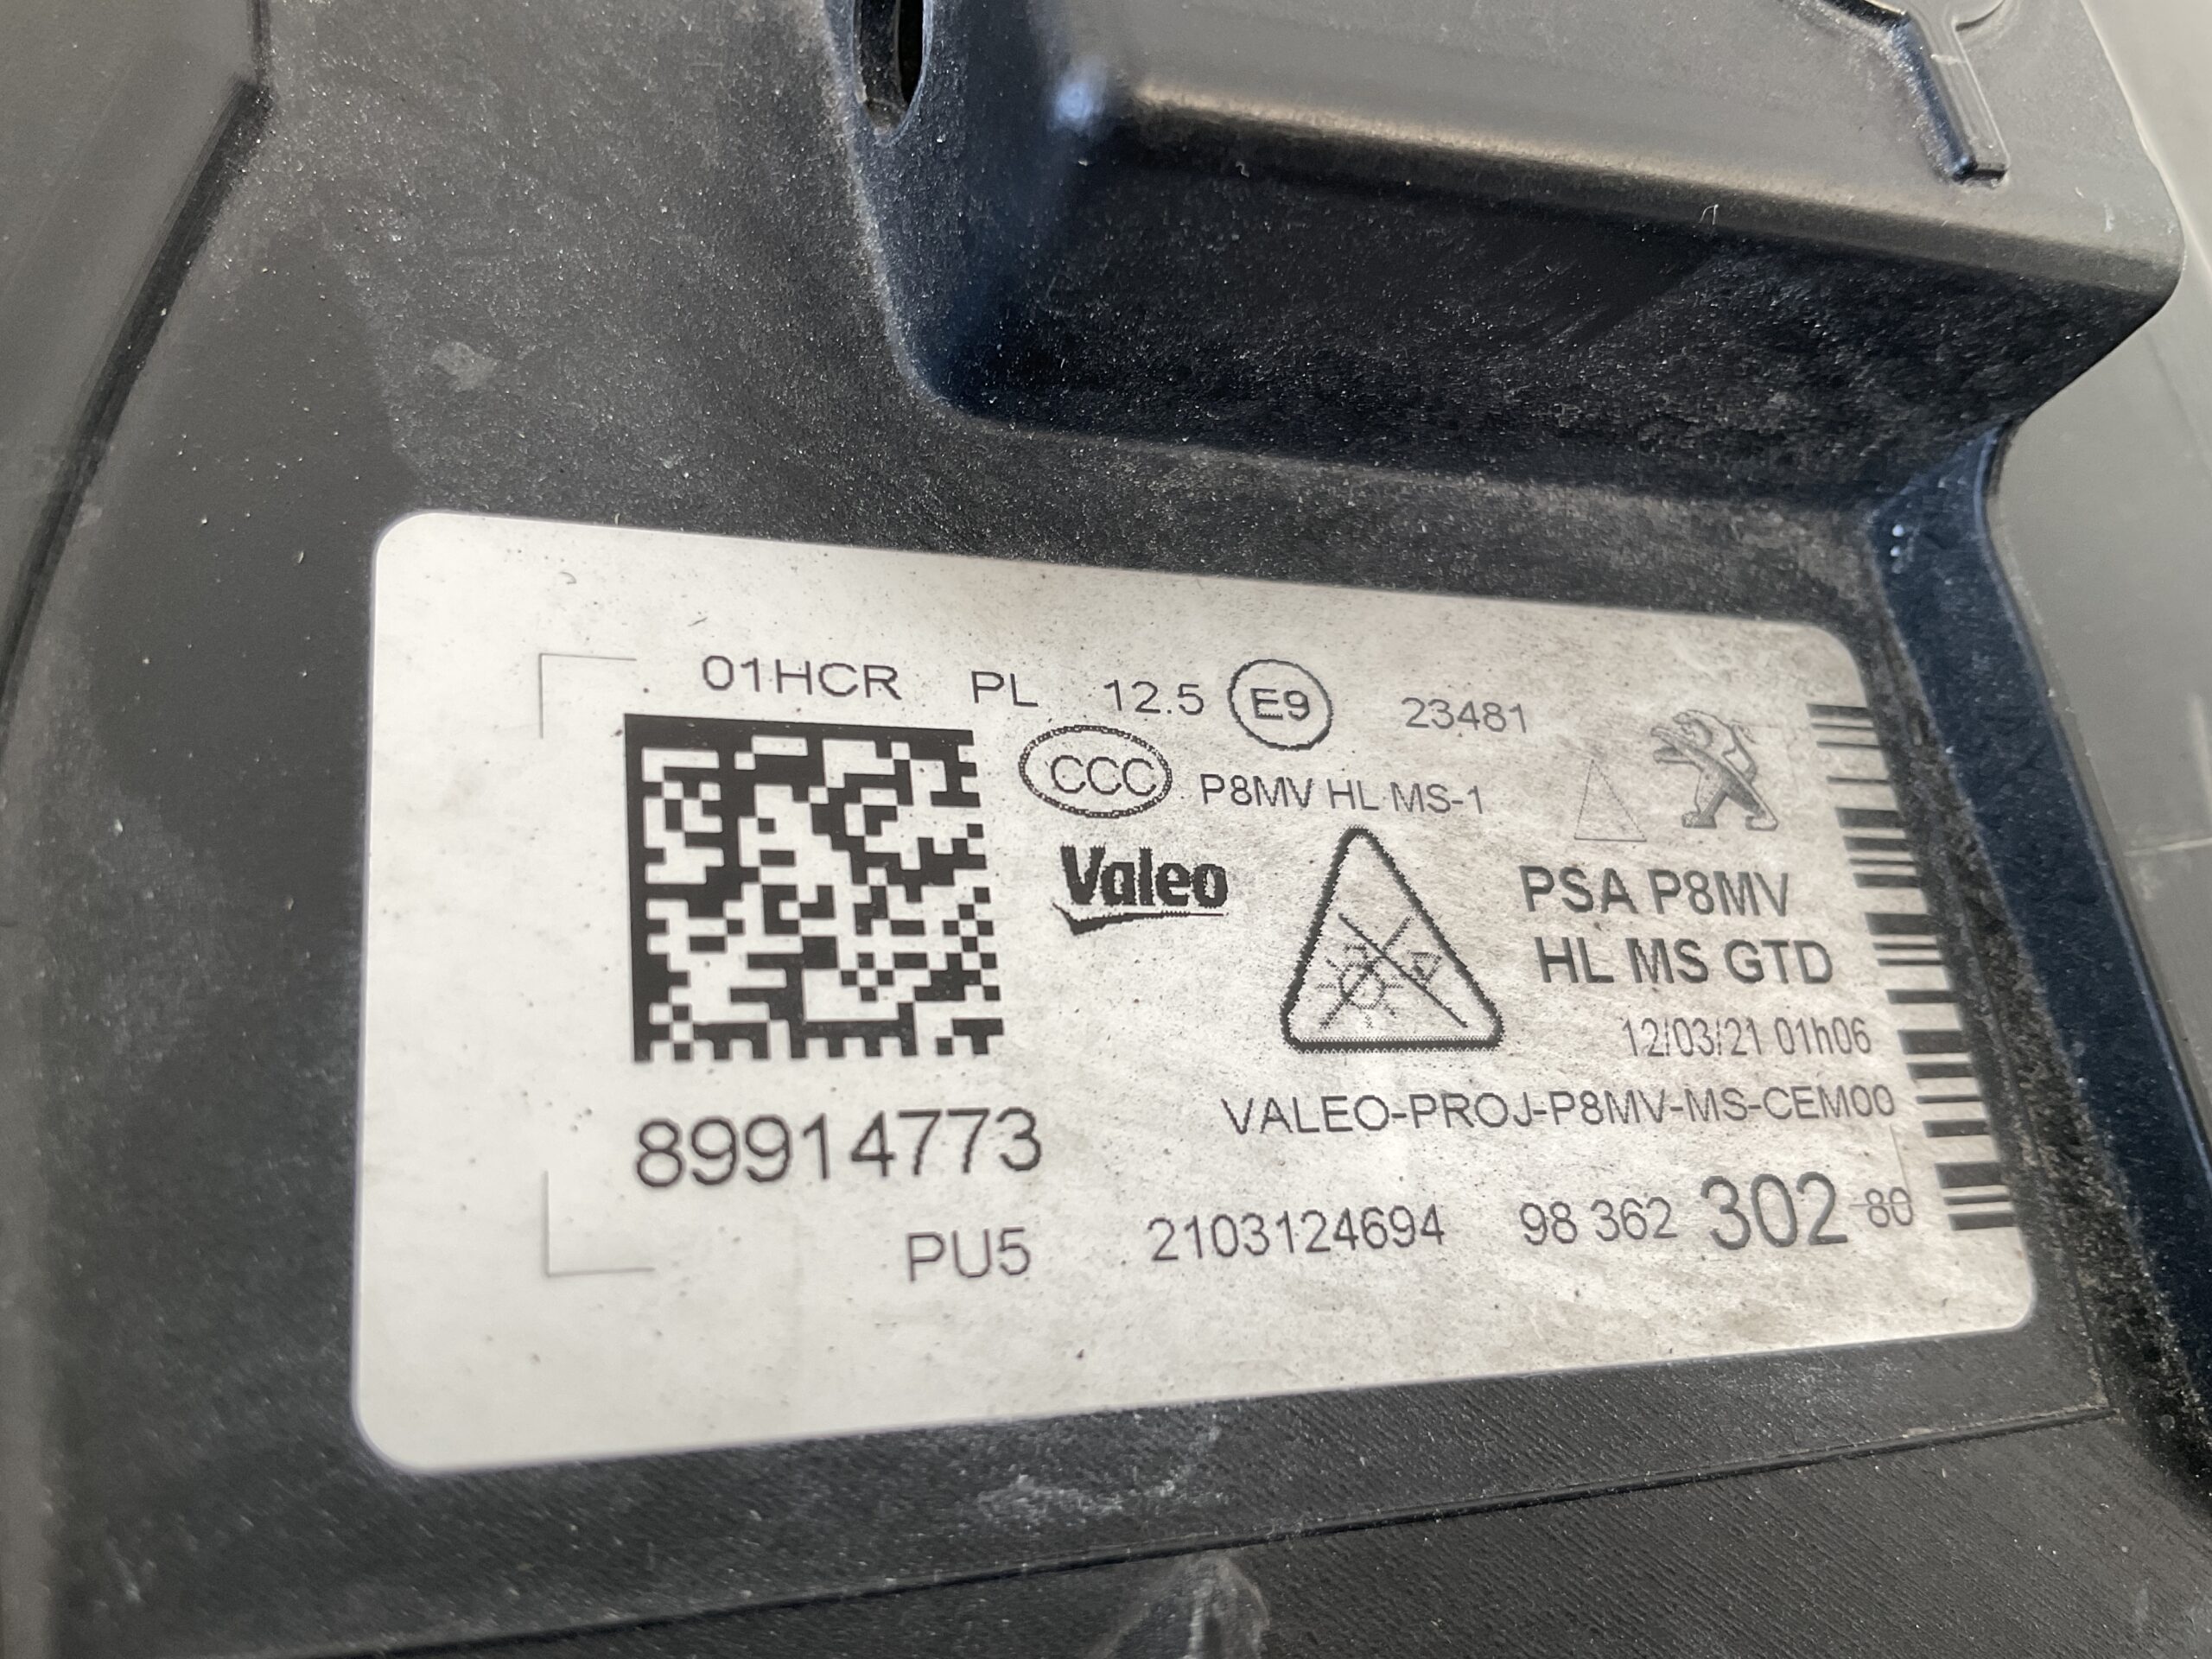 01HCR PL 12.5 E9 23481
CCC P8MV HL MS-1
Valeo
PSA P8MV
HL MS GTD
12/03/21 01h06
VALEO-PROJ-P8MV-MS-CEM00
89914773
PU5 2103124694 98 362 302 80